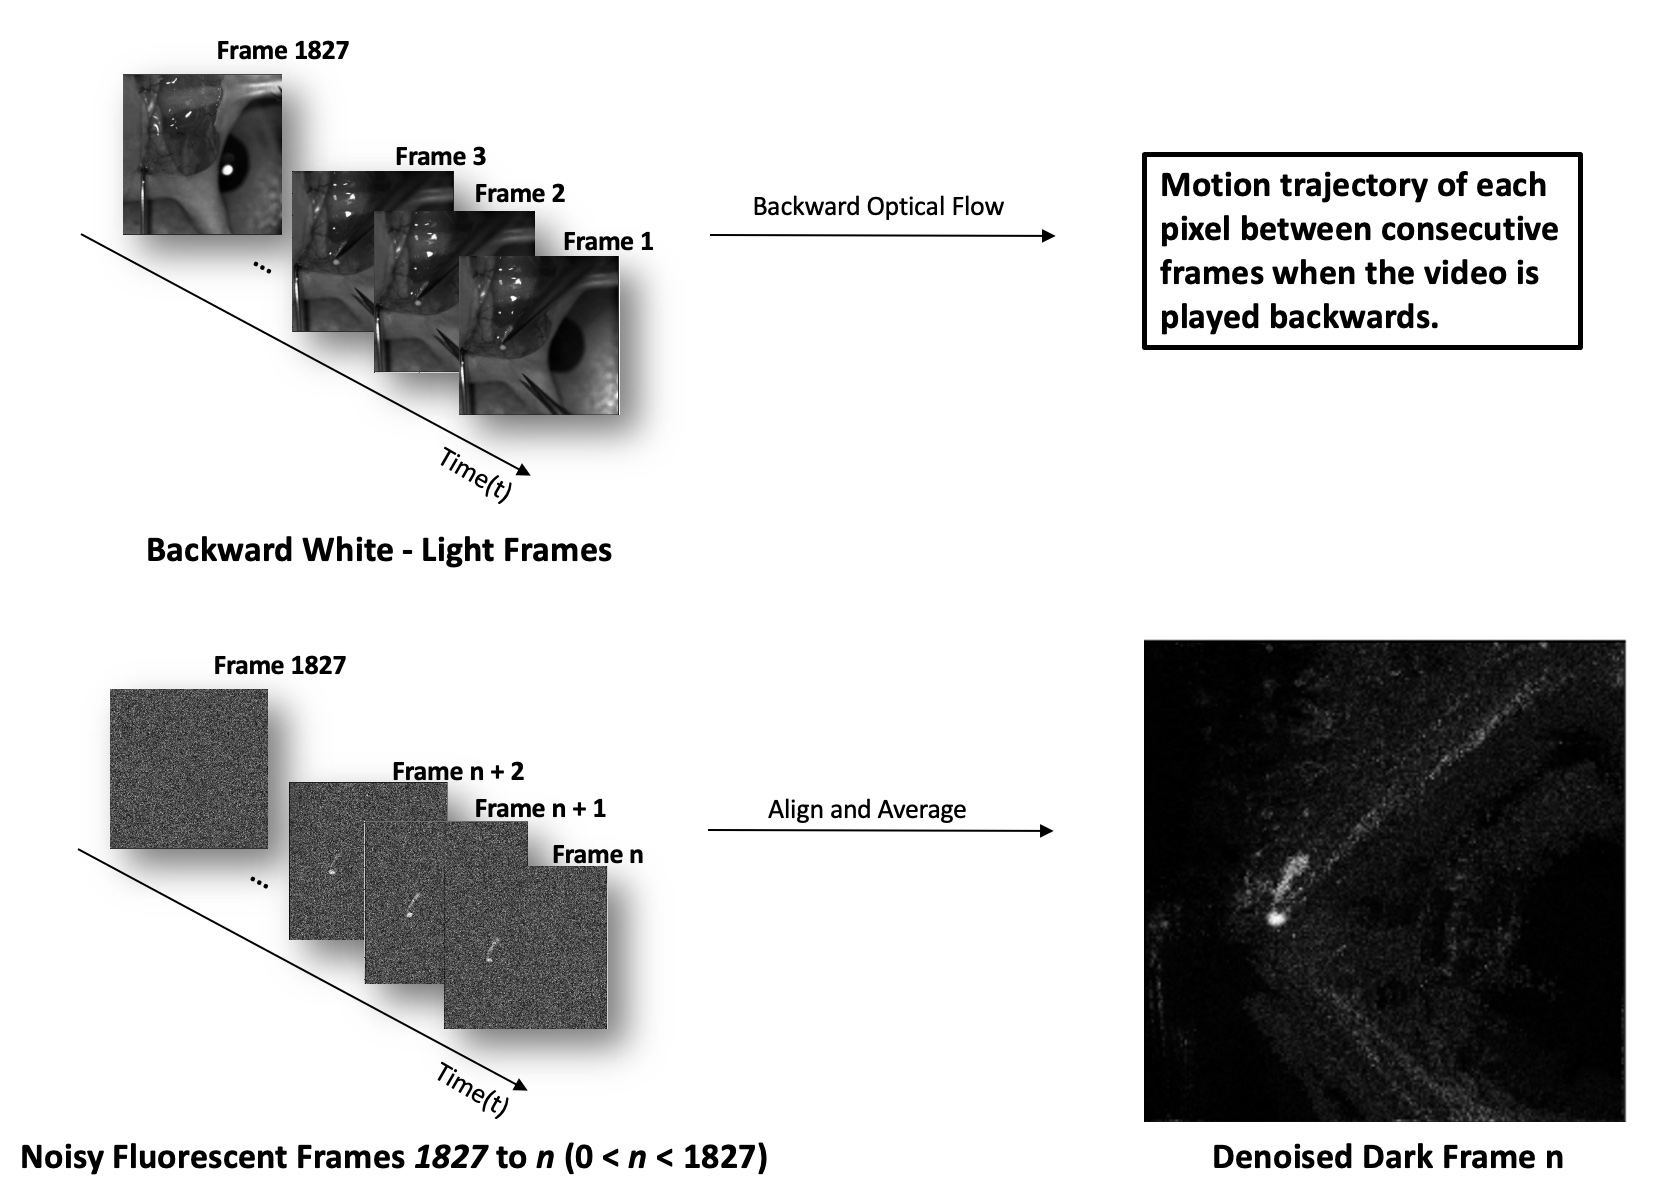 Frame 1827
Frame 3
Frame 2
Frame 1
...
Time(t)
Backward White - Light Frames
Backward Optical Flow
Motion trajectory of each
pixel between consecutive
frames when the video is
played backwards.
Frame 1827
Frame n + 2
Frame n + 1
Frame n
...
Time(t)
Noisy Fluorescent Frames 1827 to n (0 < n < 1827)
Align and Average
Denoised Dark Frame n